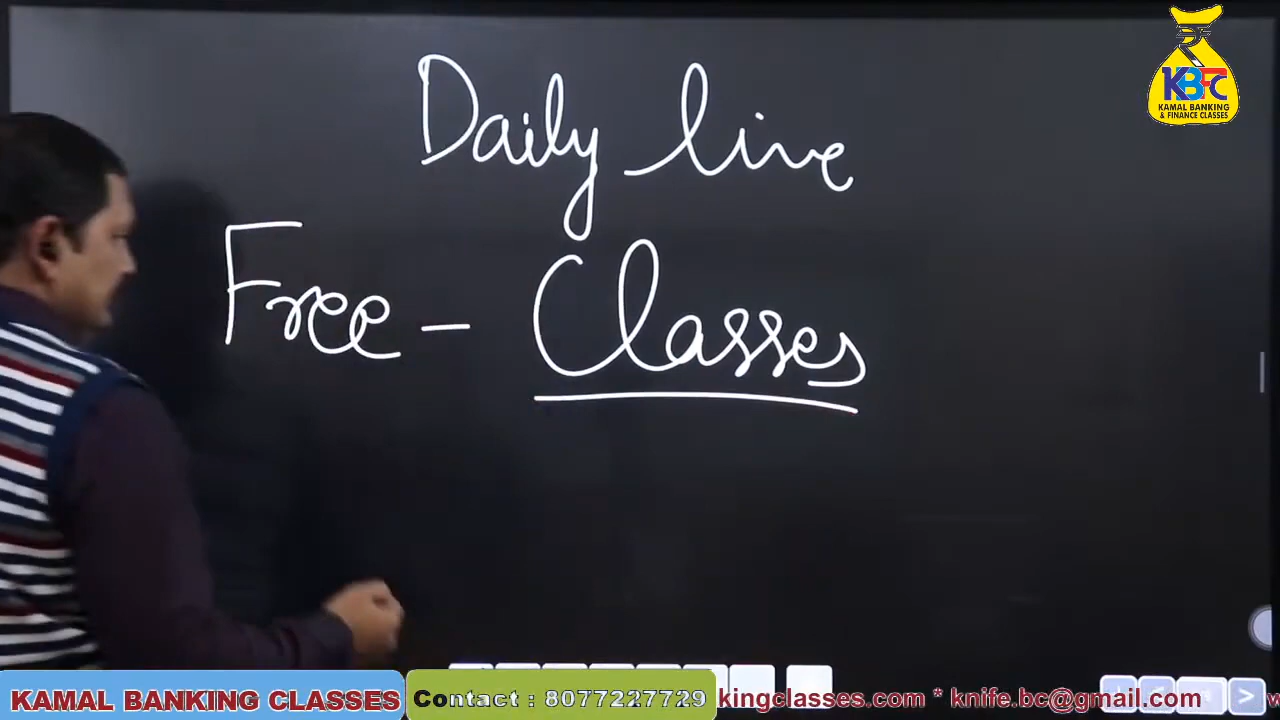 KBFC
KAMAL BANKING
& FINANCE CLASSES
Daily live
Free - Classes
KAMAL BANKING CLASSES
Contact : 8077227729
kingclasses.com * knife.bc@gmail.com